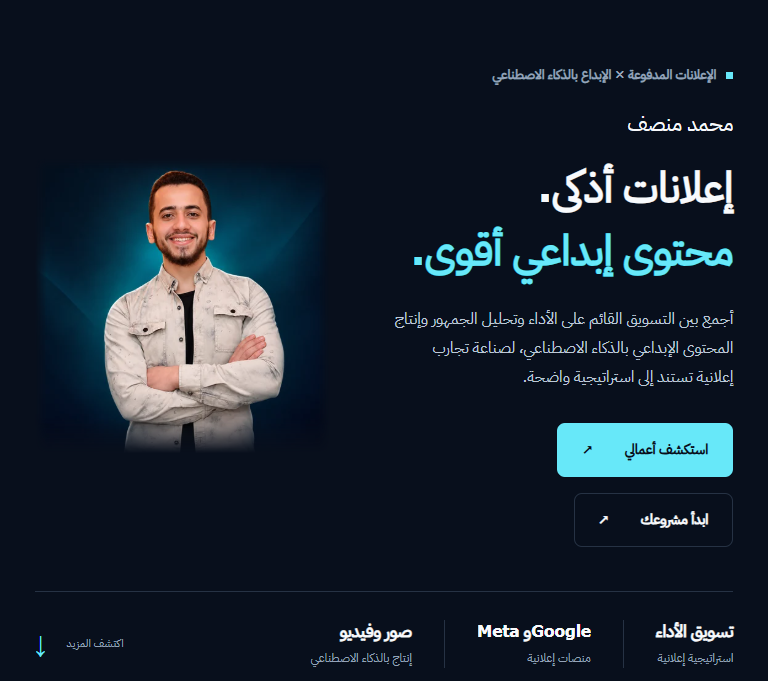 الإعلانات المدفوعة × الإبداع بالذكاء الاصطناعي
محمد منصف
إعلانات أذكى.
محتوى إبداعي أقوى.
أجمع بين التسويق القائم على الأداء وتحليل الجمهور وإنتاج
المحتوى الإبداعي بالذكاء الاصطناعي، لصناعة تجارب
إعلانية تستند إلى استراتيجية واضحة.
استكشف أعمالي ↗
ابدأ مشروعك ↗
تسويق الأداء
استراتيجية إعلانية
Googleو Meta
منصات إعلانية
صور وفيديو
إنتاج بالذكاء الاصطناعي
اكتشف المزيد ↓